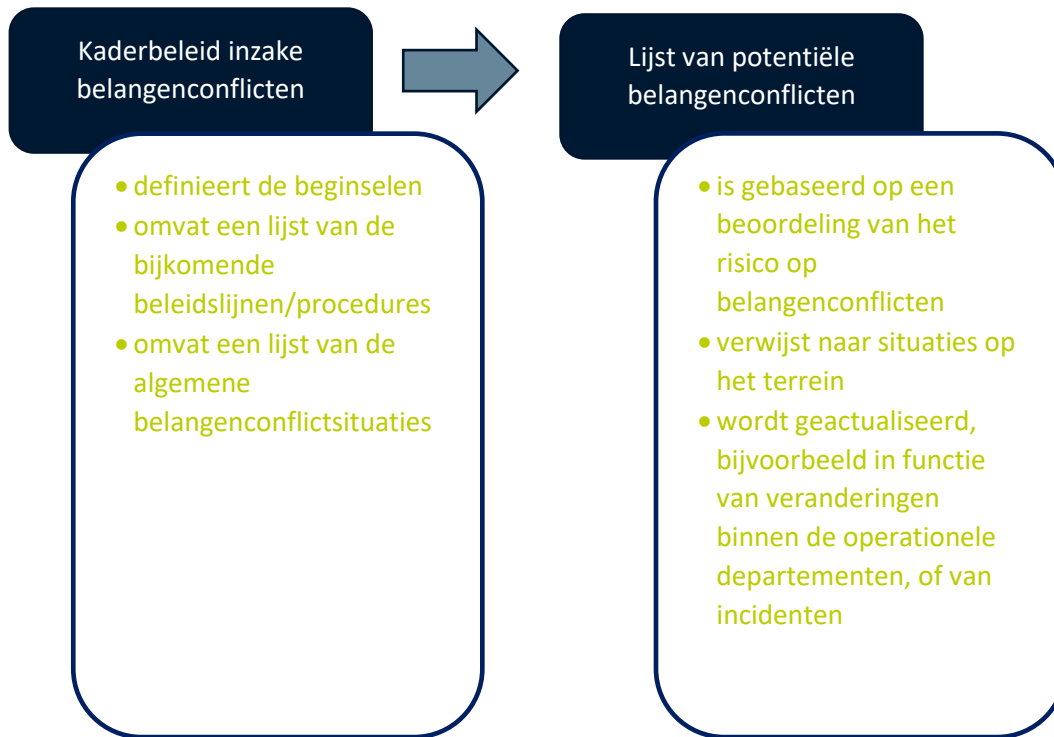 Kaderbeleid inzake
belangenconflicten
• definieert de beginselen
• omvat een lijst van de
bijkomende
beleidslijnen/procedures
• omvat een lijst van de
algemene
belangenconflictsituaties
Lijst van potentiële
belangenconflicten
• is gebaseerd op een
beoordeling van het
risico op
belangenconflicten
• verwijst naar situaties op
het terrein
• wordt geactualiseerd,
bijvoorbeeld in functie
van veranderingen
binnen de operationele
departementen, of van
incidenten